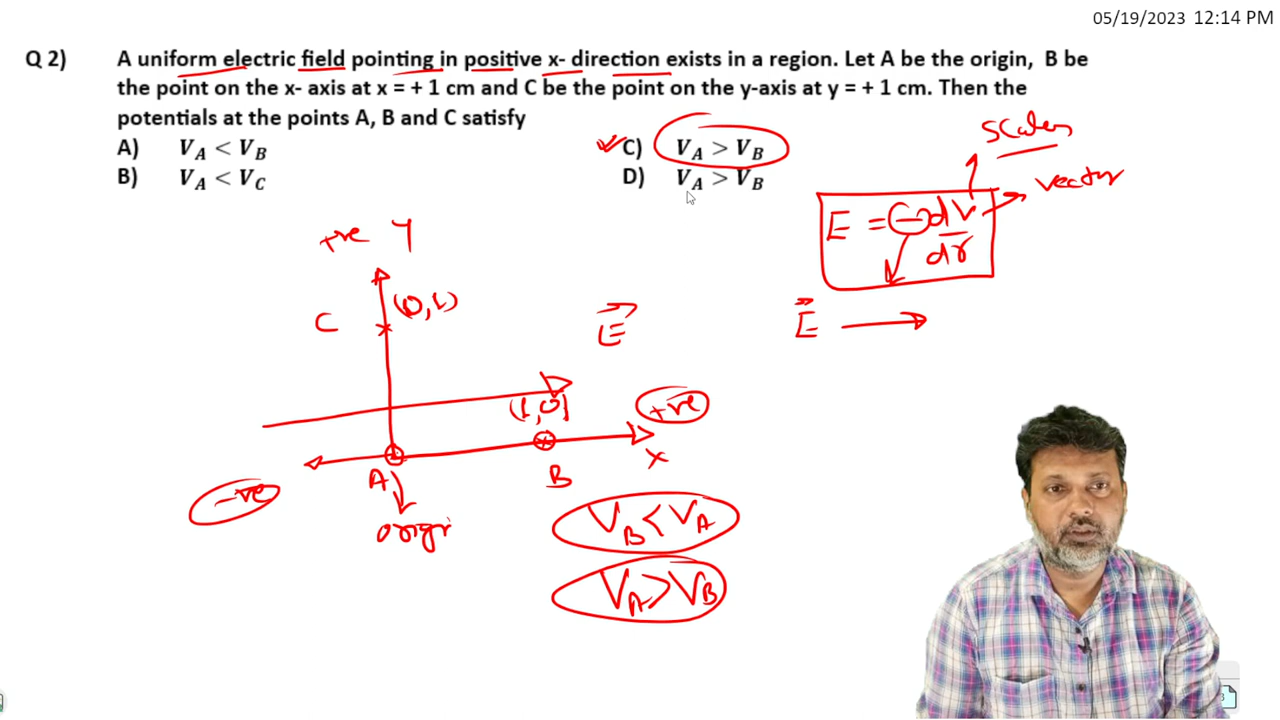 05/19/2023 12:14 PM
Q 2) A uniform electric field pointing in positive x- direction exists in a region. Let A be the origin, B be
the point on the x- axis at x = + 1 cm and C be the point on the y-axis at y = + 1 cm. Then the
potentials at the points A, B and C satisfy
A) V_A < V_B
C) V_A > V_B
B) V_A < V_C
D) V_A > V_B
scalar
vector
E = -dV/dr
+ve Y
C (0,1)
E
E
(1,0)
+ve
X
A
B
-ve
origi
V_B < V_A
V_A > V_B